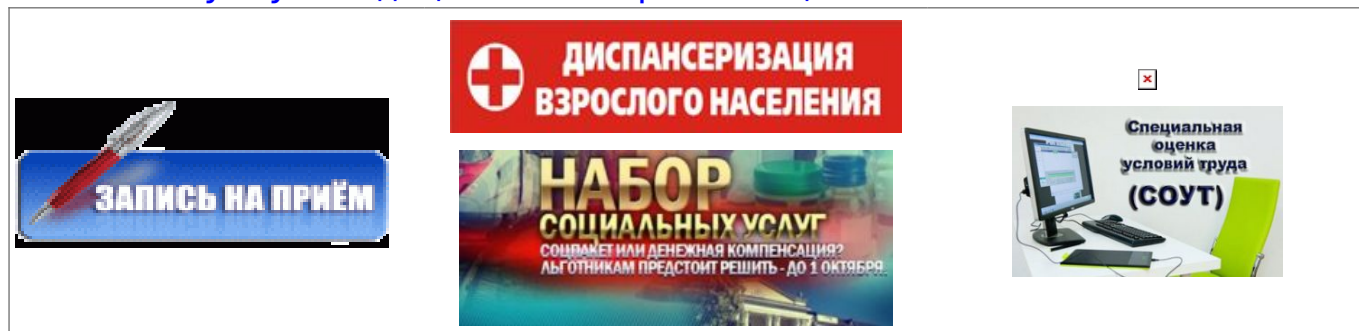 ЗАПИСЬ НА ПРИЁМ
ДИСПАНСЕРИЗАЦИЯ
ВЗРОСЛОГО НАСЕЛЕНИЯ
НАБОР
СОЦИАЛЬНЫХ УСЛУГ
СОЦПАКЕТ ИЛИ ДЕНЕЖНАЯ КОМПЕНСАЦИЯ?
ЛЬГОТНИКАМ ПРЕДСТОИТ РЕШИТЬ - ДО 1 ОКТЯБРЯ...
Специальная
оценка
условий труда
(СОУТ)